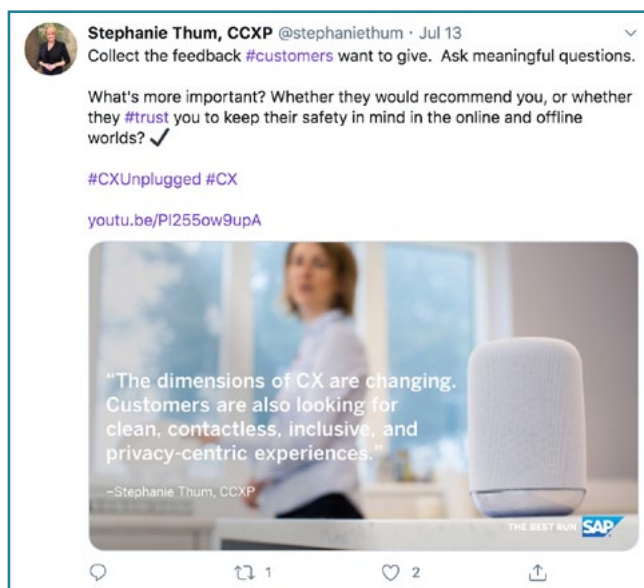 Stephanie Thum, CCXP @stephaniethum · Jul 13
Collect the feedback #customers want to give.  Ask meaningful questions.
What's more important? Whether they would recommend you, or whether
they #trust you to keep their safety in mind in the online and offline
worlds? ✔
#CXUnplugged #CX
youtu.be/Pl255ow9upA
“The dimensions of CX are changing.
Customers are also looking for
clean, contactless, inclusive, and
privacy-centric experiences.”
–Stephanie Thum, CCXP
THE BEST RUN SAP
1 2